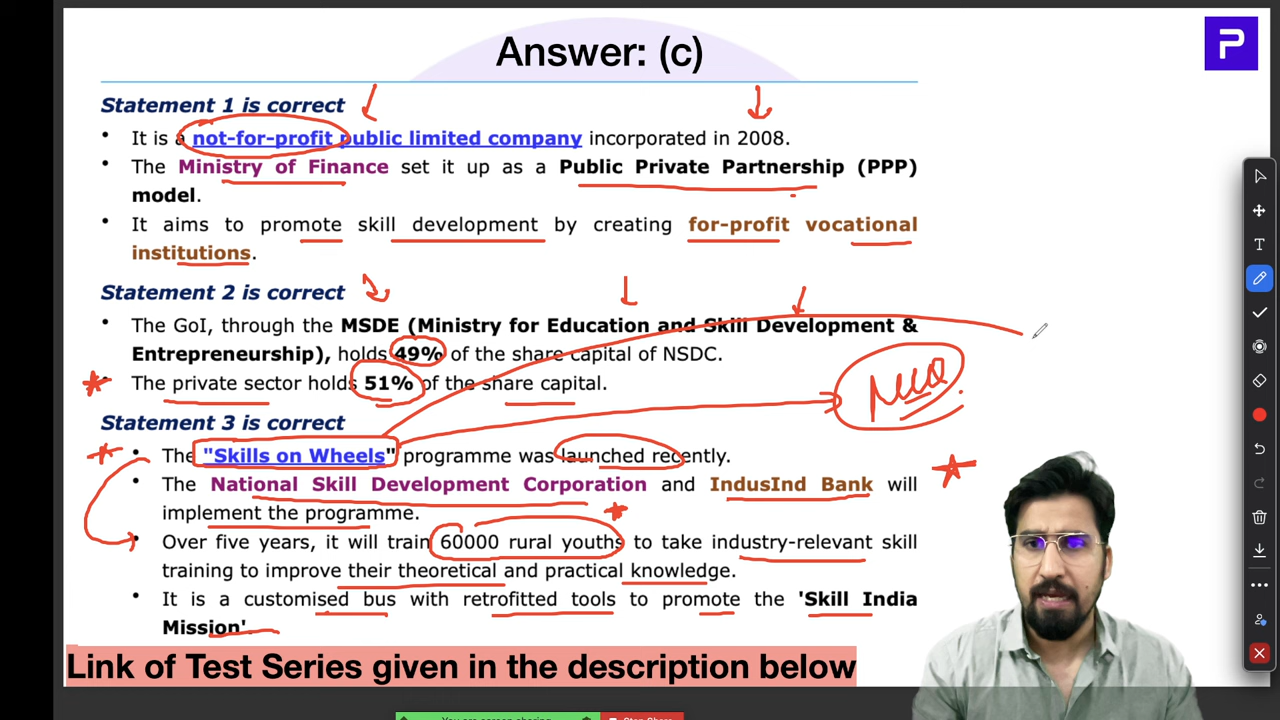 Answer: (c)
P
Statement 1 is correct
• It is a not-for-profit public limited company incorporated in 2008.
• The Ministry of Finance set it up as a Public Private Partnership (PPP)
model.
• It aims to promote skill development by creating for-profit vocational
institutions.
Statement 2 is correct
• The GoI, through the MSDE (Ministry for Education and Skill Development &
Entrepreneurship), holds 49% of the share capital of NSDC.
• The private sector holds 51% of the share capital.
Statement 3 is correct
• The "Skills on Wheels" programme was launched recently.
• The National Skill Development Corporation and IndusInd Bank will
implement the programme.
• Over five years, it will train 60000 rural youths to take industry-relevant skill
training to improve their theoretical and practical knowledge.
• It is a customised bus with retrofitted tools to promote the 'Skill India
Mission'.
Link of Test Series given in the description below
T